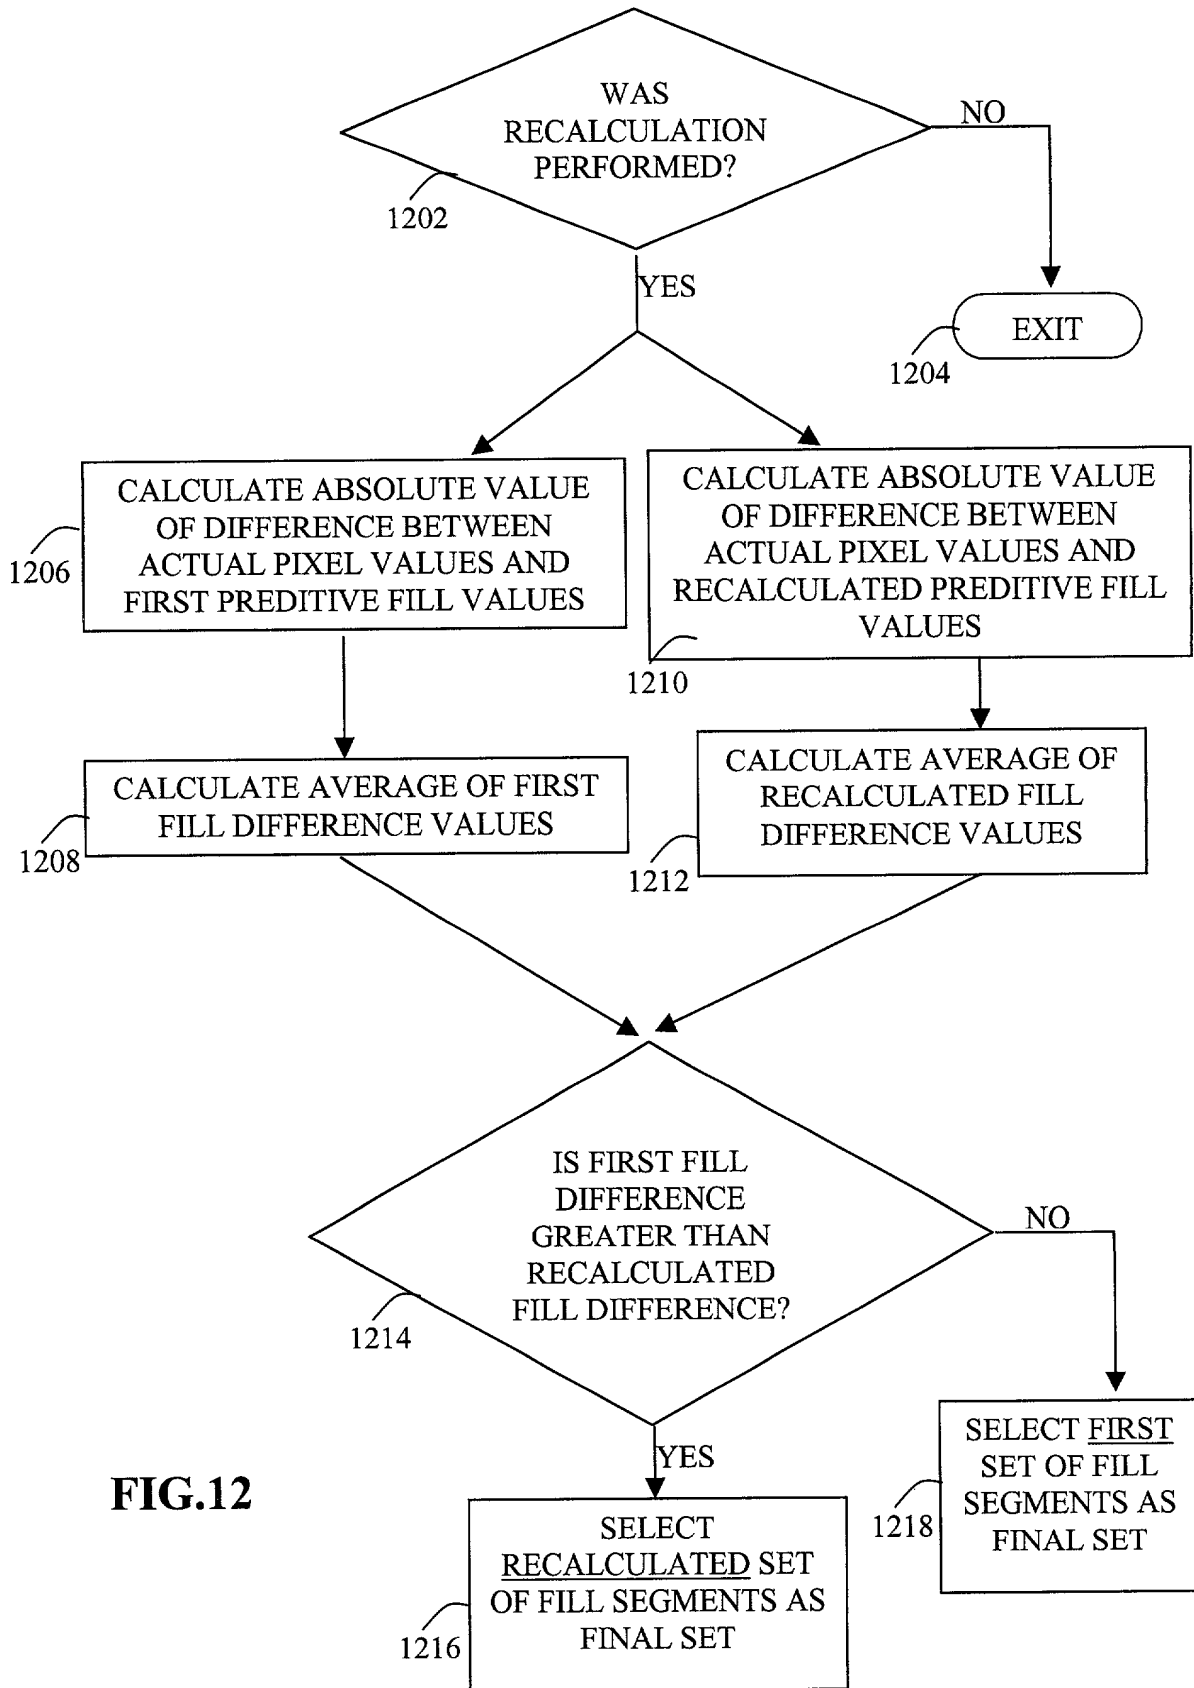 WAS
RECALCULATION
PERFORMED?
NO
1202
YES
EXIT
1204
CALCULATE ABSOLUTE VALUE
OF DIFFERENCE BETWEEN
ACTUAL PIXEL VALUES AND
FIRST PREDITIVE FILL VALUES
1206
CALCULATE ABSOLUTE VALUE
OF DIFFERENCE BETWEEN
ACTUAL PIXEL VALUES AND
RECALCULATED PREDITIVE FILL
VALUES
1210
CALCULATE AVERAGE OF FIRST
FILL DIFFERENCE VALUES
1208
CALCULATE AVERAGE OF
RECALCULATED FILL
DIFFERENCE VALUES
1212
IS FIRST FILL
DIFFERENCE
GREATER THAN
RECALCULATED
FILL DIFFERENCE?
NO
1214
YES
SELECT FIRST
SET OF FILL
SEGMENTS AS
FINAL SET
1218
FIG.12
SELECT
RECALCULATED SET
OF FILL SEGMENTS AS
FINAL SET
1216